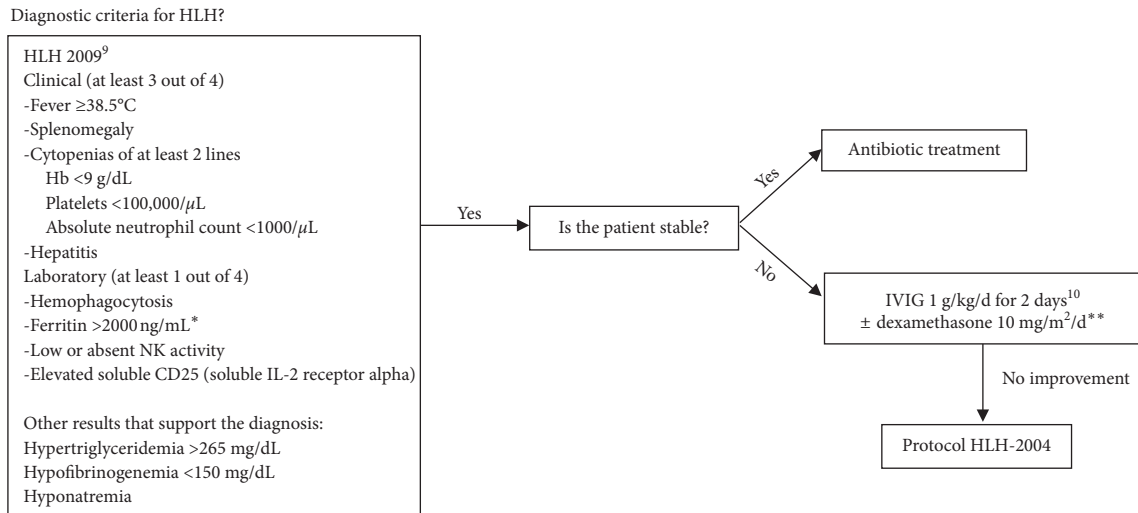 Diagnostic criteria for HLH?
HLH 2009⁹
Clinical (at least 3 out of 4)
-Fever ≥38.5°C
-Splenomegaly
-Cytopenias of at least 2 lines
Hb <9 g/dL
Platelets <100,000/μL
Absolute neutrophil count <1000/μL
-Hepatitis
Laboratory (at least 1 out of 4)
-Hemophagocytosis
-Ferritin >2000 ng/mL*
-Low or absent NK activity
-Elevated soluble CD25 (soluble IL-2 receptor alpha)
Other results that support the diagnosis:
Hypertriglyceridemia >265 mg/dL
Hypofibrinogenemia <150 mg/dL
Hyponatremia
Yes
Is the patient stable?
Yes
Antibiotic treatment
No
IVIG 1 g/kg/d for 2 days¹⁰
± dexamethasone 10 mg/m²/d**
No improvement
Protocol HLH-2004